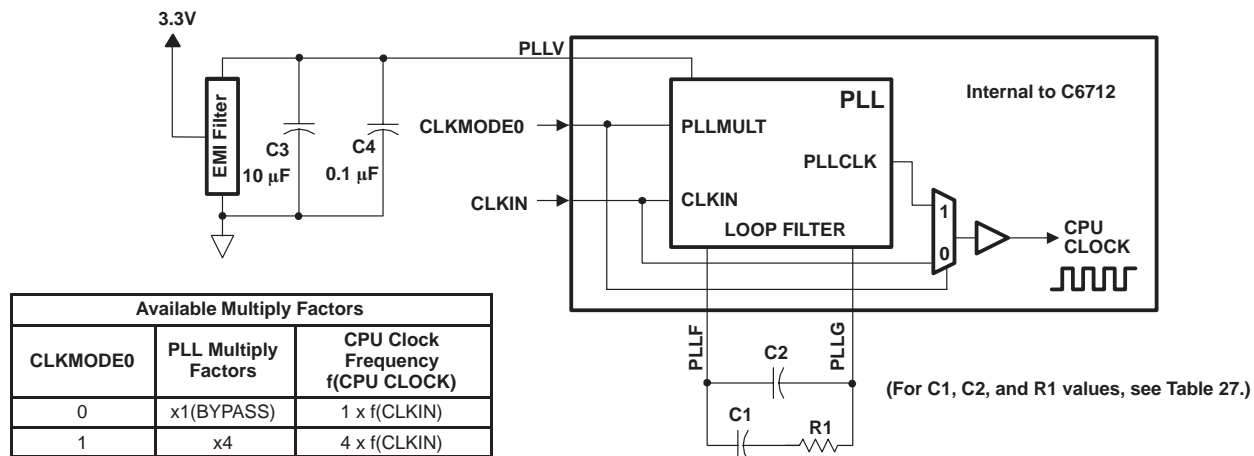 3.3V
PLLV
EMI Filter
C3
10 μF
C4
0.1 μF
CLKMODE0
CLKIN
Internal to C6712
PLL
PLLMULT
PLLCLK
CLKIN
LOOP FILTER
1
0
CPU
CLOCK
PLLF
PLLG
C2
C1
R1
(For C1, C2, and R1 values, see Table 27.)
Available Multiply Factors
CLKMODE0
PLL Multiply
Factors
CPU Clock
Frequency
f(CPU CLOCK)
0
x1(BYPASS)
1 x f(CLKIN)
1
x4
4 x f(CLKIN)